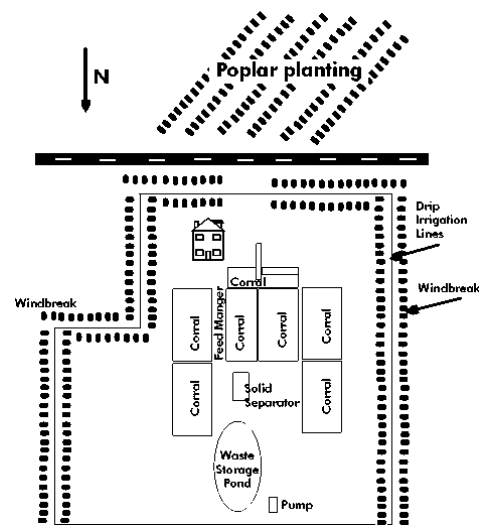 N
Poplar planting
Drip
Irrigation
Lines
Windbreak
Windbreak
Corral
Corral
Feed Manger
Corral
Corral
Corral
Corral
Corral
Solid
Separator
Waste
Storage
Pond
Pump